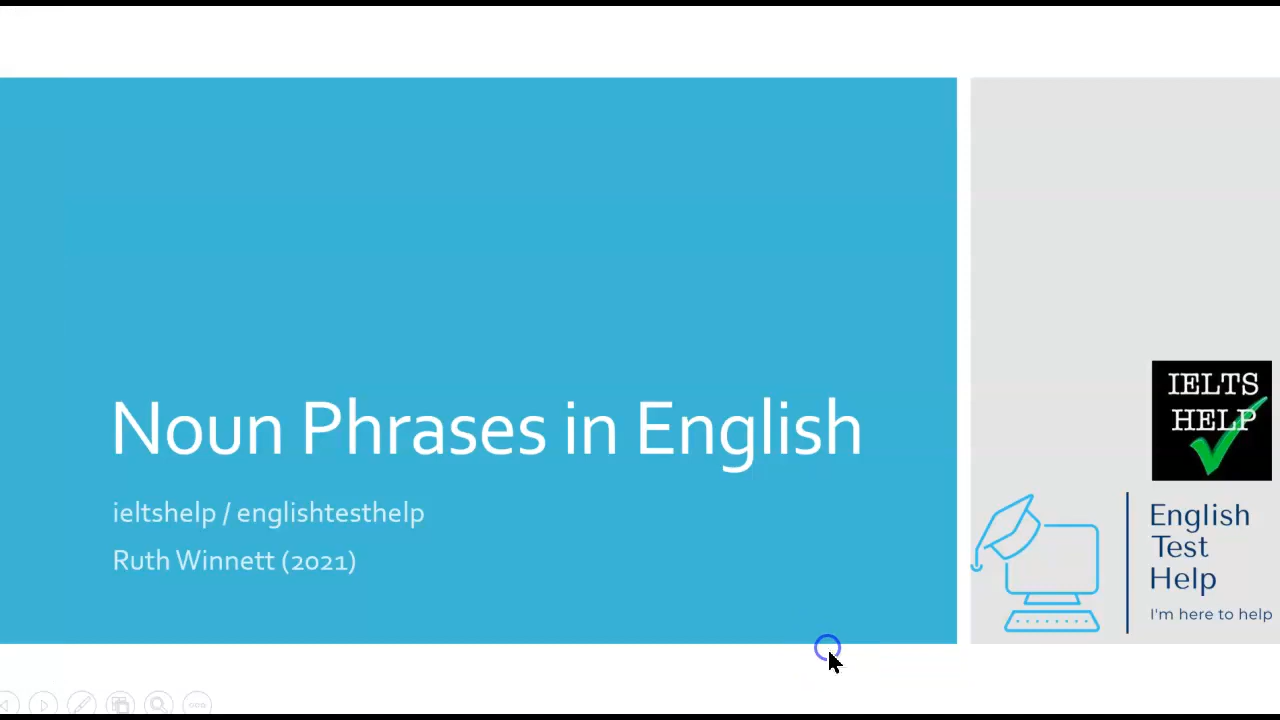 Noun Phrases in English
ieltshelp / englishtesthelp
Ruth Winnett (2021)
IELTS
HELP
English
Test
Help
I'm here to help